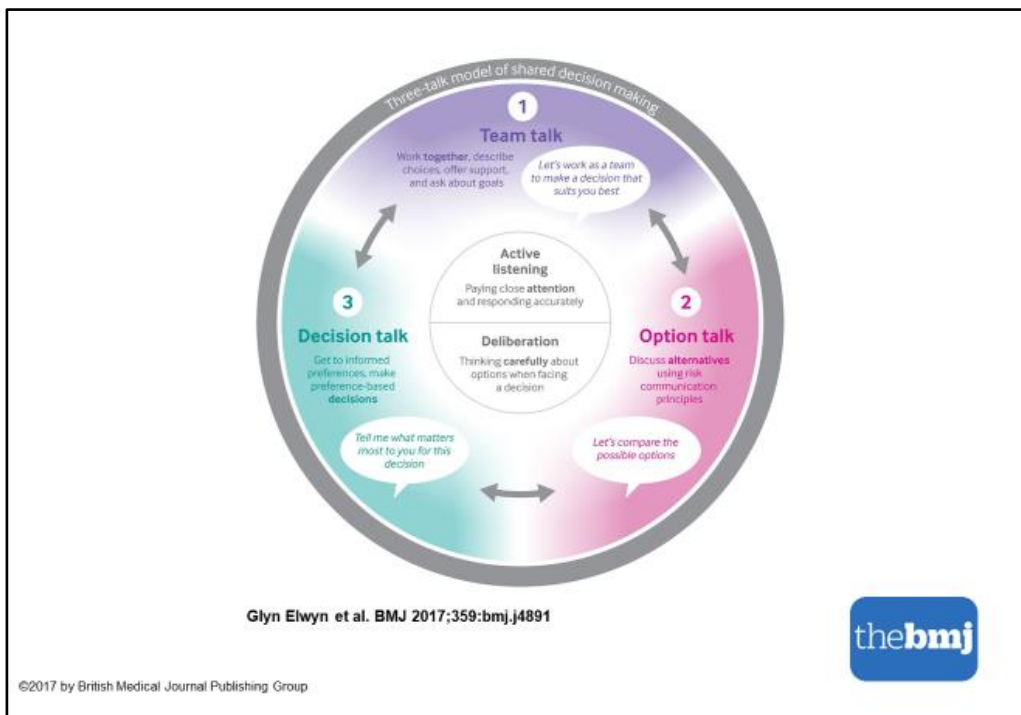 Three-talk model of shared decision making
1
Team talk
Work together, describe
choices, offer support,
and ask about goals
Let's work as a team
to make a decision that
suits you best
Active
listening
Paying close attention
and responding accurately
Deliberation
Thinking carefully about
options when facing
a decision
3
Decision talk
Get to informed
preferences, make
preference-based
decisions
Tell me what matters
most to you for this
decision
2
Option talk
Discuss alternatives
using risk
communication
principles
Let's compare the
possible options
Glyn Elwyn et al. BMJ 2017;359:bmj.j4891
thebmj
©2017 by British Medical Journal Publishing Group